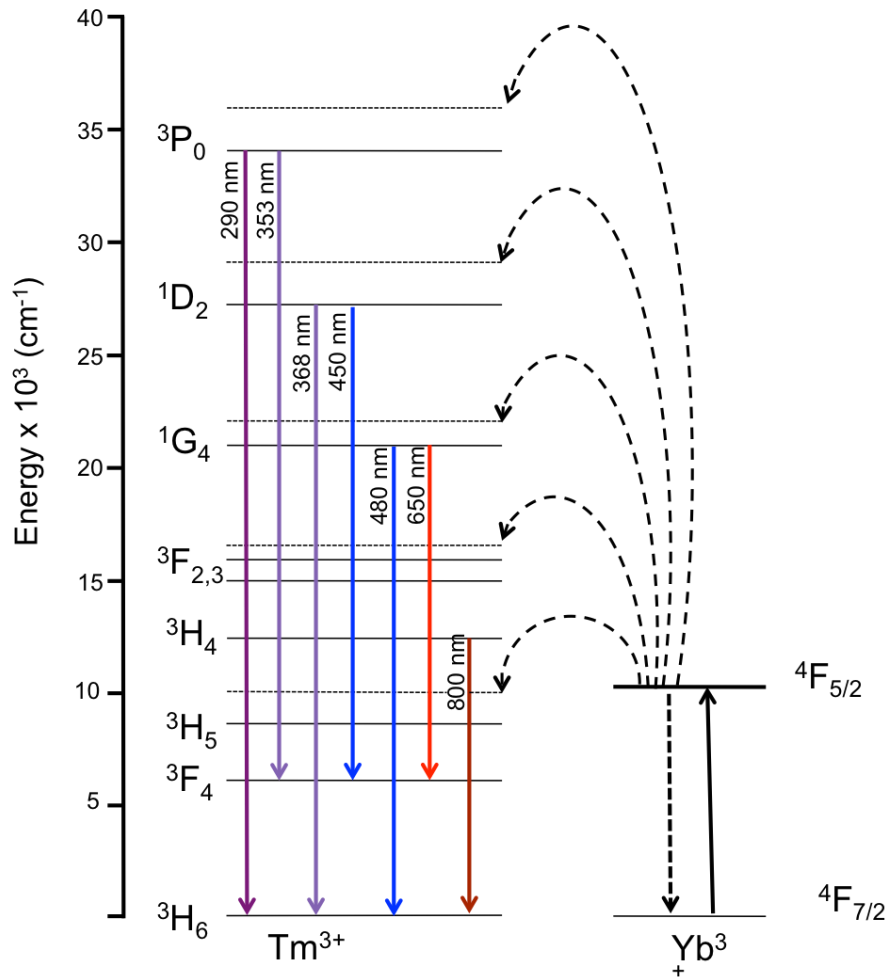 40
35
30
25
20
15
10
5
Energy x 10³ (cm⁻¹)
³P₀
290 nm
353 nm
¹D₂
368 nm
450 nm
¹G₄
480 nm
650 nm
³F₂,₃
³H₄
800 nm
³H₅
³F₄
³H₆
Tm³⁺
⁴F₅/₂
⁴F₇/₂
Yb³
+